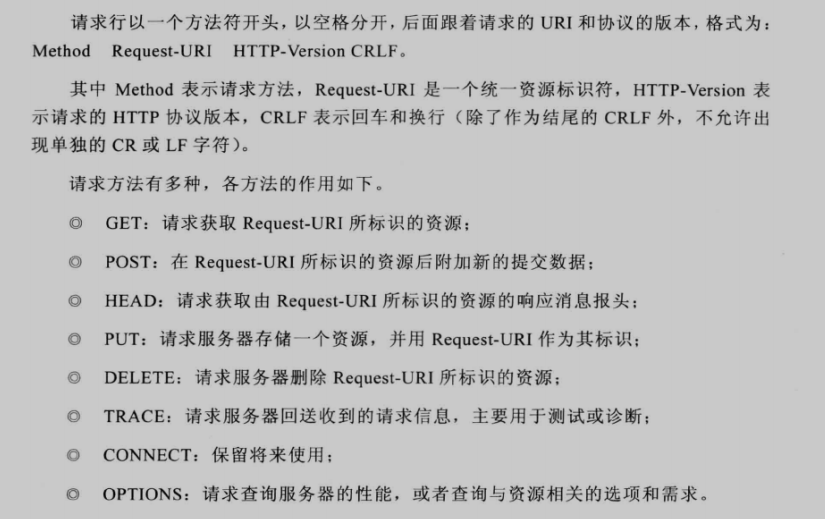 请求行以一个方法符开头，以空格分开，后面跟着请求的 URI 和协议的版本，格式为：
Method Request-URI HTTP-Version CRLF。
其中 Method 表示请求方法，Request-URI 是一个统一资源标识符，HTTP-Version 表
示请求的 HTTP 协议版本，CRLF 表示回车和换行（除了作为结尾的 CRLF 外，不允许出
现单独的 CR 或 LF 字符）。
请求方法有多种，各方法的作用如下。
◎ GET：请求获取 Request-URI 所标识的资源；
◎ POST：在 Request-URI 所标识的资源后附加新的提交数据；
◎ HEAD：请求获取由 Request-URI 所标识的资源的响应消息报头；
◎ PUT：请求服务器存储一个资源，并用 Request-URI 作为其标识；
◎ DELETE：请求服务器删除 Request-URI 所标识的资源；
◎ TRACE：请求服务器回送收到的请求信息，主要用于测试或诊断；
◎ CONNECT：保留将来使用；
◎ OPTIONS：请求查询服务器的性能，或者查询与资源相关的选项和需求。